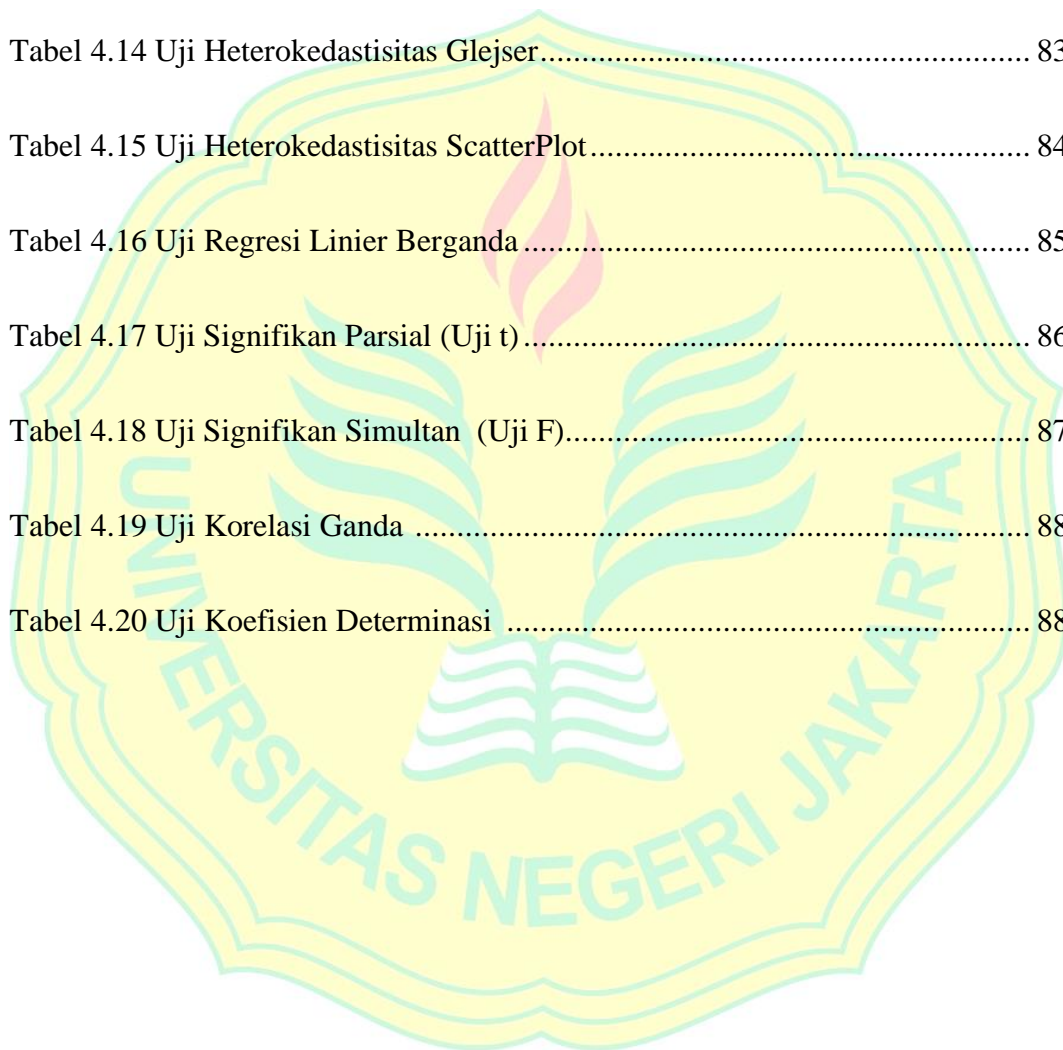 Tabel 4.14 Uji Heterokedastisitas Glejser............................................................ 83
Tabel 4.15 Uji Heterokedastisitas ScatterPlot...................................................... 84
Tabel 4.16 Uji Regresi Linier Berganda.............................................................. 85
Tabel 4.17 Uji Signifikan Parsial (Uji t).............................................................. 86
Tabel 4.18 Uji Signifikan Simultan (Uji F)......................................................... 87
Tabel 4.19 Uji Korelasi Ganda ........................................................................... 88
Tabel 4.20 Uji Koefisien Determinasi ................................................................ 88
UNIVERSITAS NEGERI JAKARTA